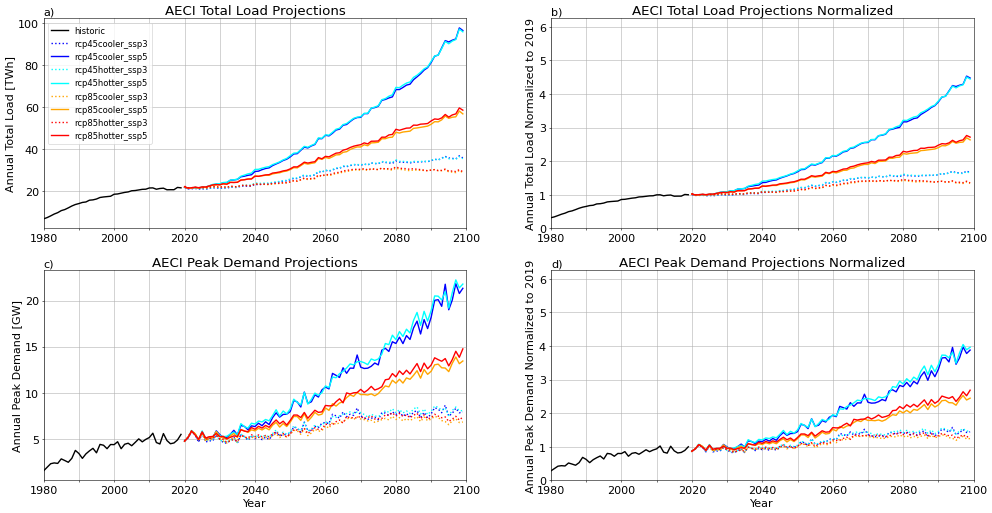 a)
AECI Total Load Projections
Annual Total Load [TWh]
100
80
60
40
20
1980
2000
2020
2040
2060
2080
2100
historic
rcp45cooler_ssp3
rcp45cooler_ssp5
rcp45hotter_ssp3
rcp45hotter_ssp5
rcp85cooler_ssp3
rcp85cooler_ssp5
rcp85hotter_ssp3
rcp85hotter_ssp5
b)
AECI Total Load Projections Normalized
Annual Total Load Normalized to 2019
6
5
4
3
2
1
0
1980
2000
2020
2040
2060
2080
2100
c)
AECI Peak Demand Projections
Annual Peak Demand [GW]
20
15
10
5
1980
2000
2020
2040
2060
2080
2100
Year
d)
AECI Peak Demand Projections Normalized
Annual Peak Demand Normalized to 2019
6
5
4
3
2
1
0
1980
2000
2020
2040
2060
2080
2100
Year